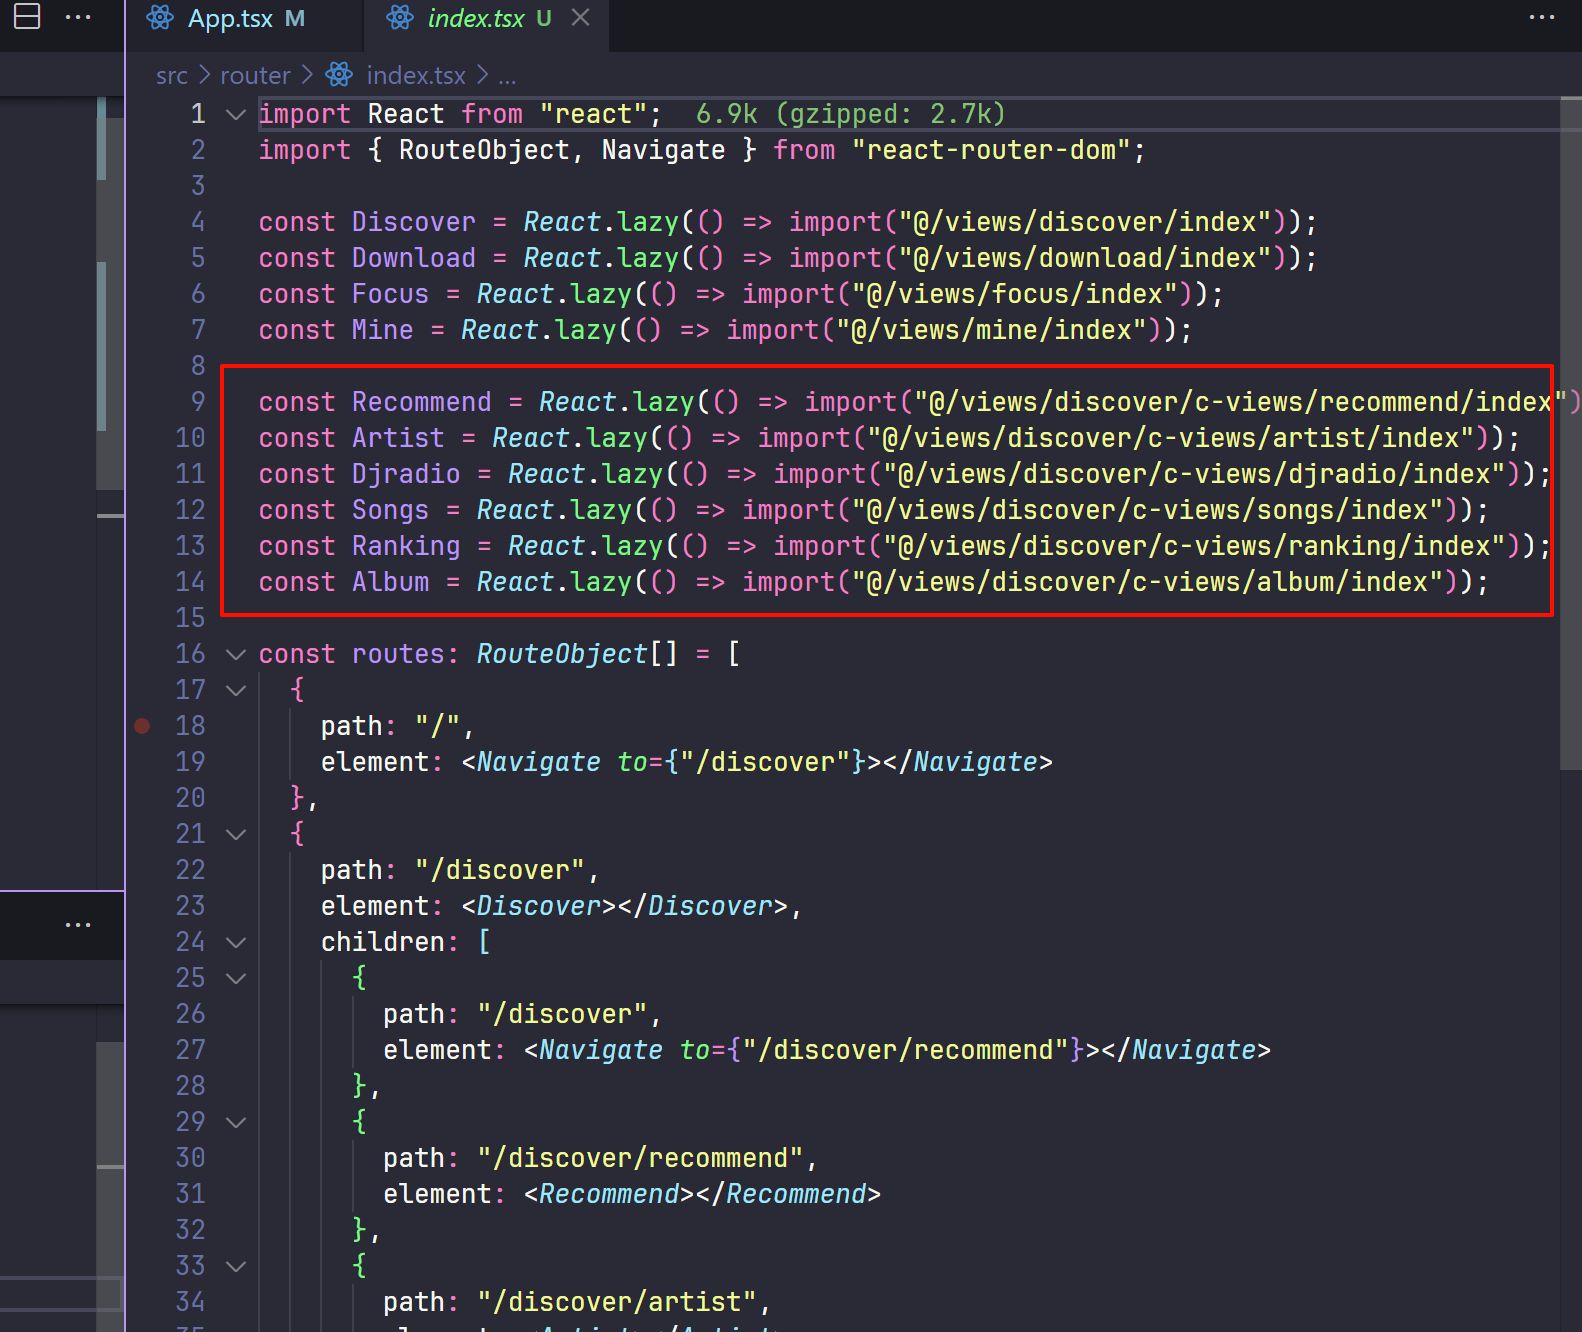 App.tsx M
index.tsx U
src > router > index.tsx > ...
1 import React from "react"; 6.9k (gzipped: 2.7k)
2 import { RouteObject, Navigate } from "react-router-dom";
3
4 const Discover = React.lazy(() => import("@/views/discover/index"));
5 const Download = React.lazy(() => import("@/views/download/index"));
6 const Focus = React.lazy(() => import("@/views/focus/index"));
7 const Mine = React.lazy(() => import("@/views/mine/index"));
8
9 const Recommend = React.lazy(() => import("@/views/discover/c-views/recommend/index")
10 const Artist = React.lazy(() => import("@/views/discover/c-views/artist/index"));
11 const Djradio = React.lazy(() => import("@/views/discover/c-views/djradio/index"));
12 const Songs = React.lazy(() => import("@/views/discover/c-views/songs/index"));
13 const Ranking = React.lazy(() => import("@/views/discover/c-views/ranking/index"));
14 const Album = React.lazy(() => import("@/views/discover/c-views/album/index"));
15
16 const routes: RouteObject[] = [
17 {
18 path: "/",
19 element: <Navigate to={"/discover"}></Navigate>
20 },
21 {
22 path: "/discover",
23 element: <Discover></Discover>,
24 children: [
25 {
26 path: "/discover",
27 element: <Navigate to={"/discover/recommend"}></Navigate>
28 },
29 {
30 path: "/discover/recommend",
31 element: <Recommend></Recommend>
32 },
33 {
34 path: "/discover/artist",